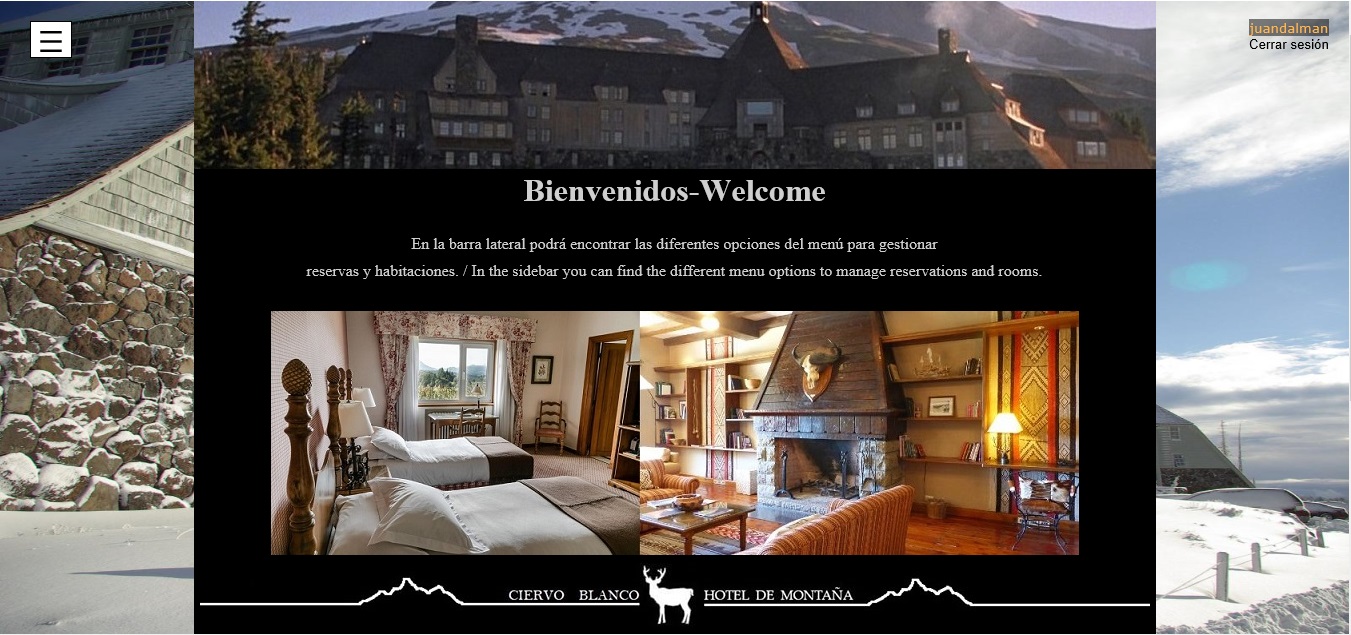 juandalman
Cerrar sesión
Bienvenidos-Welcome
En la barra lateral podrá encontrar las diferentes opciones del menú para gestionar
reservas y habitaciones. / In the sidebar you can find the different menu options to manage reservations and rooms.
CIERVO BLANCO HOTEL DE MONTAÑA